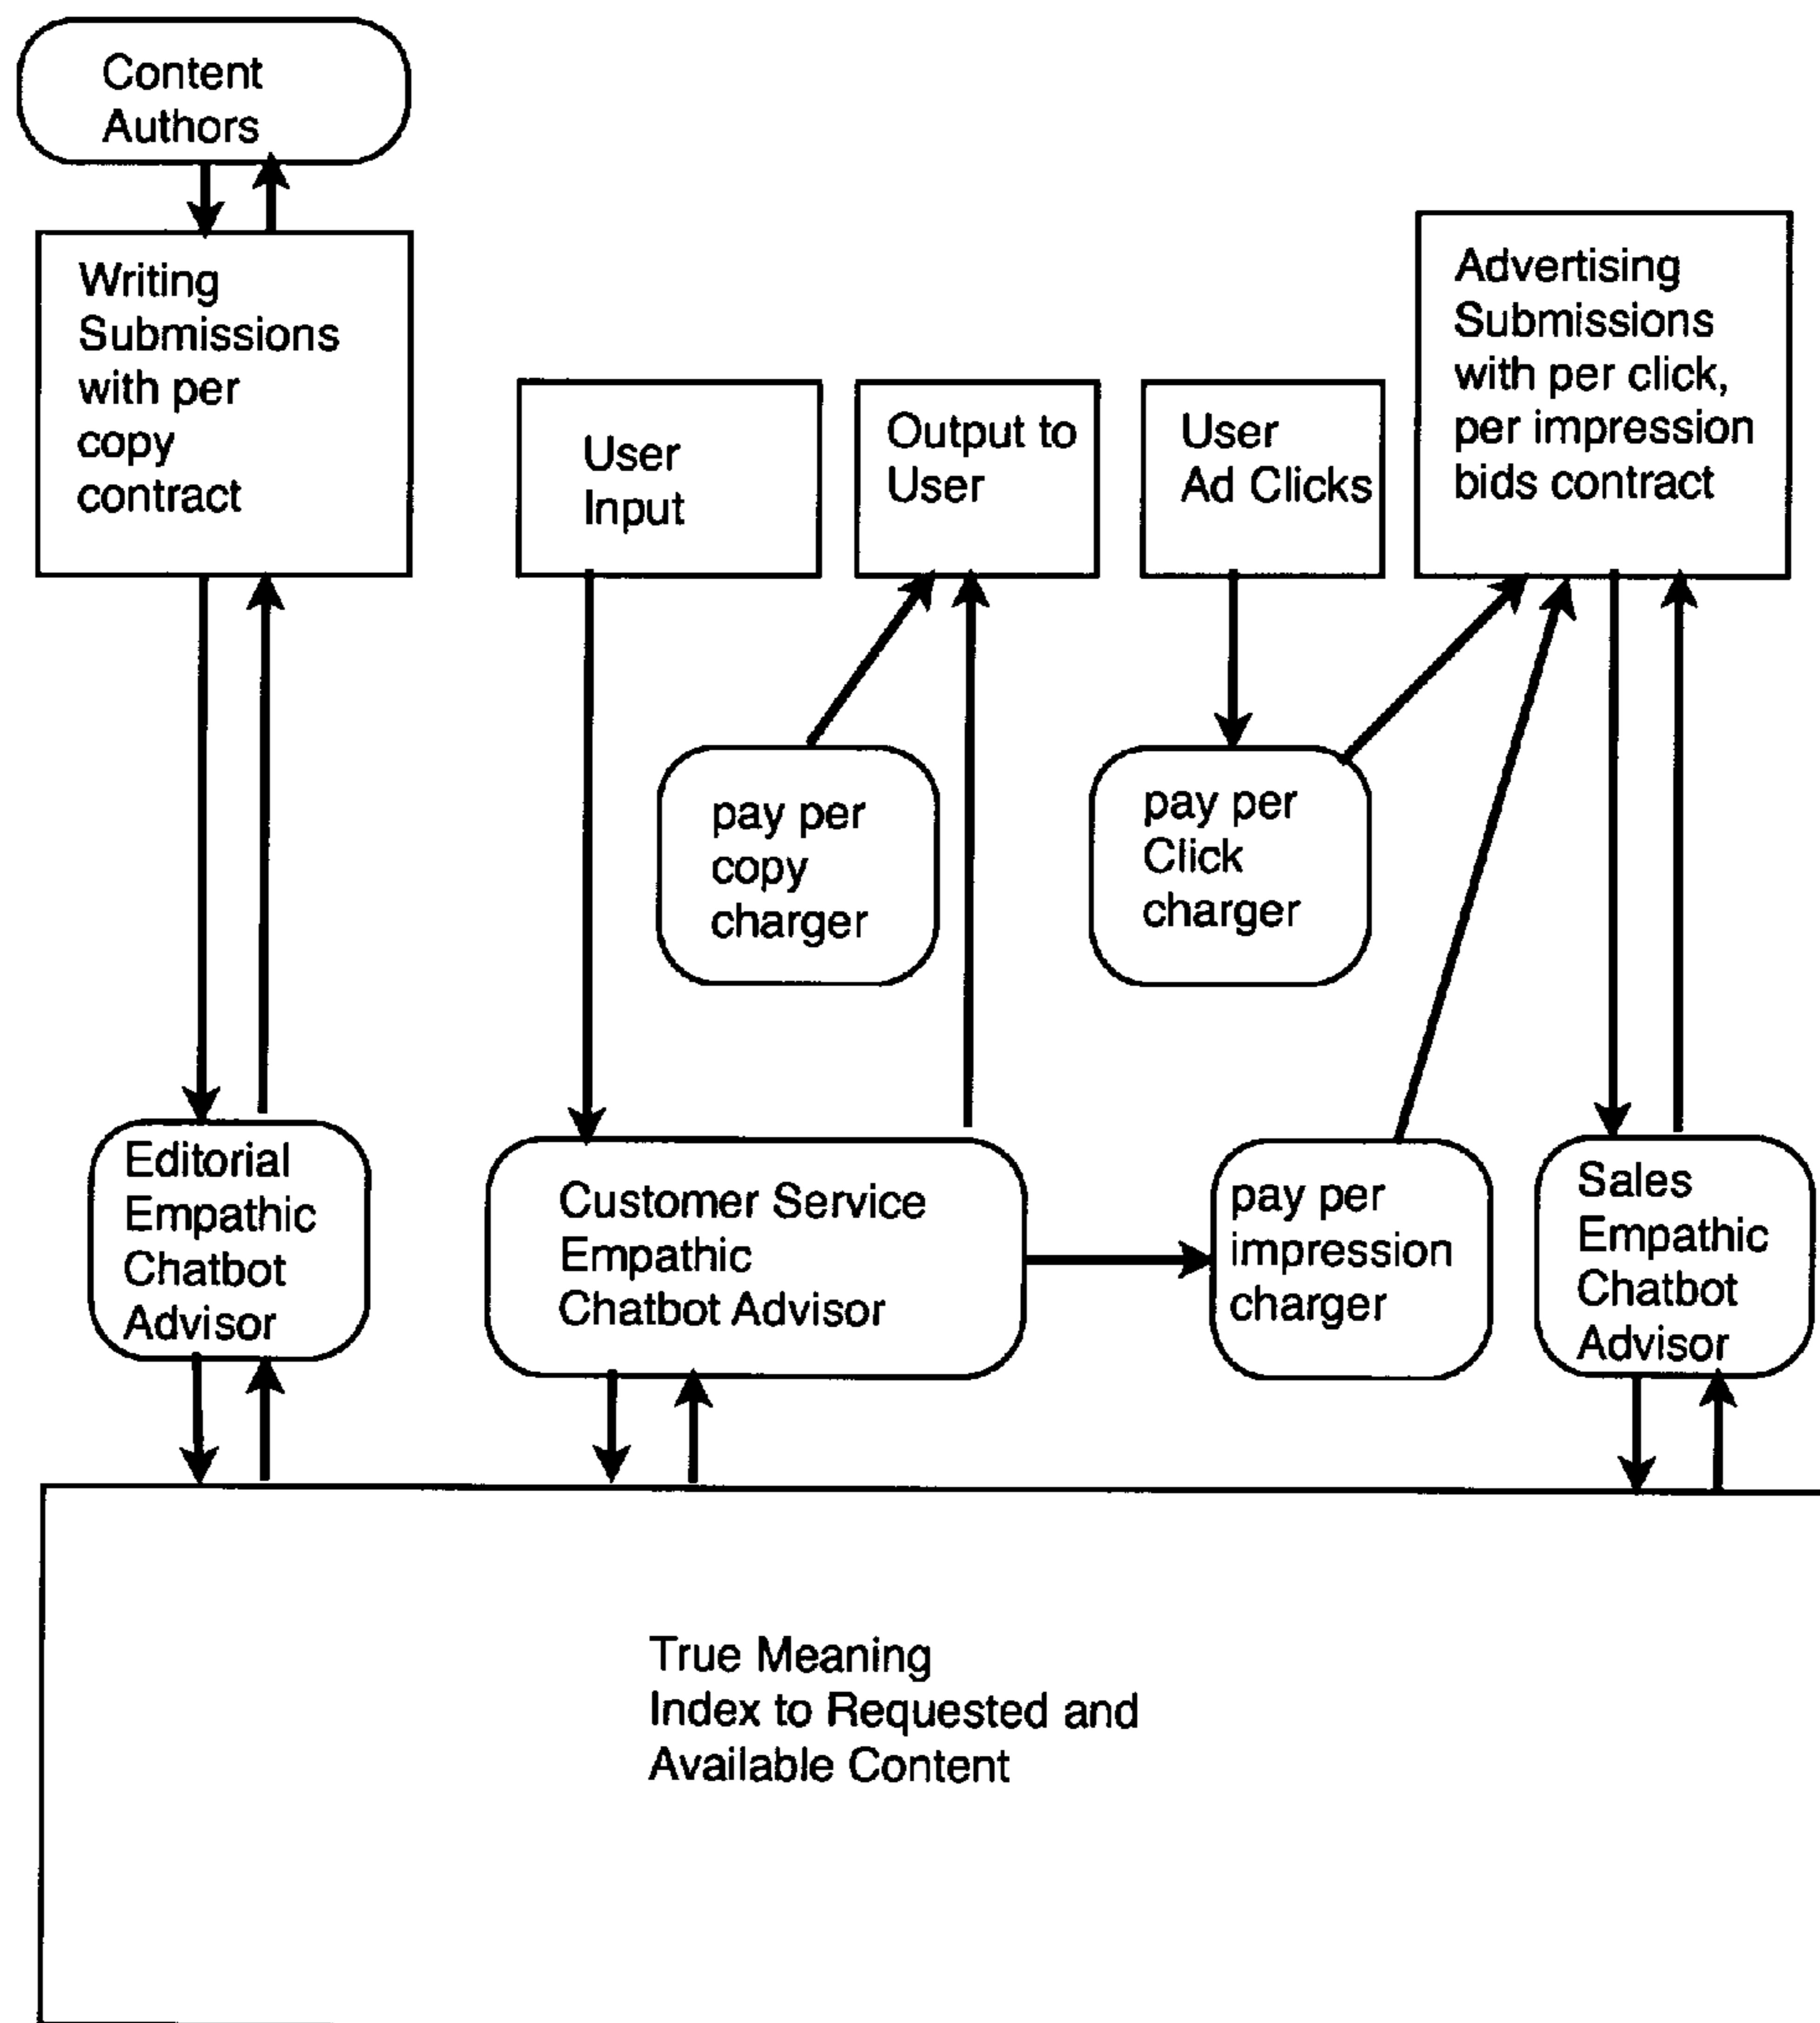 Content
Authors
Writing
Submissions
with per
copy
contract
User
Input
Output to
User
User
Ad Clicks
Advertising
Submissions
with per click,
per impression
bids contract
pay per
copy
charger
pay per
Click
charger
Editorial
Empathic
Chatbot
Advisor
Customer Service
Empathic
Chatbot Advisor
pay per
impression
charger
Sales
Empathic
Chatbot
Advisor
True Meaning
Index to Requested and
Available Content